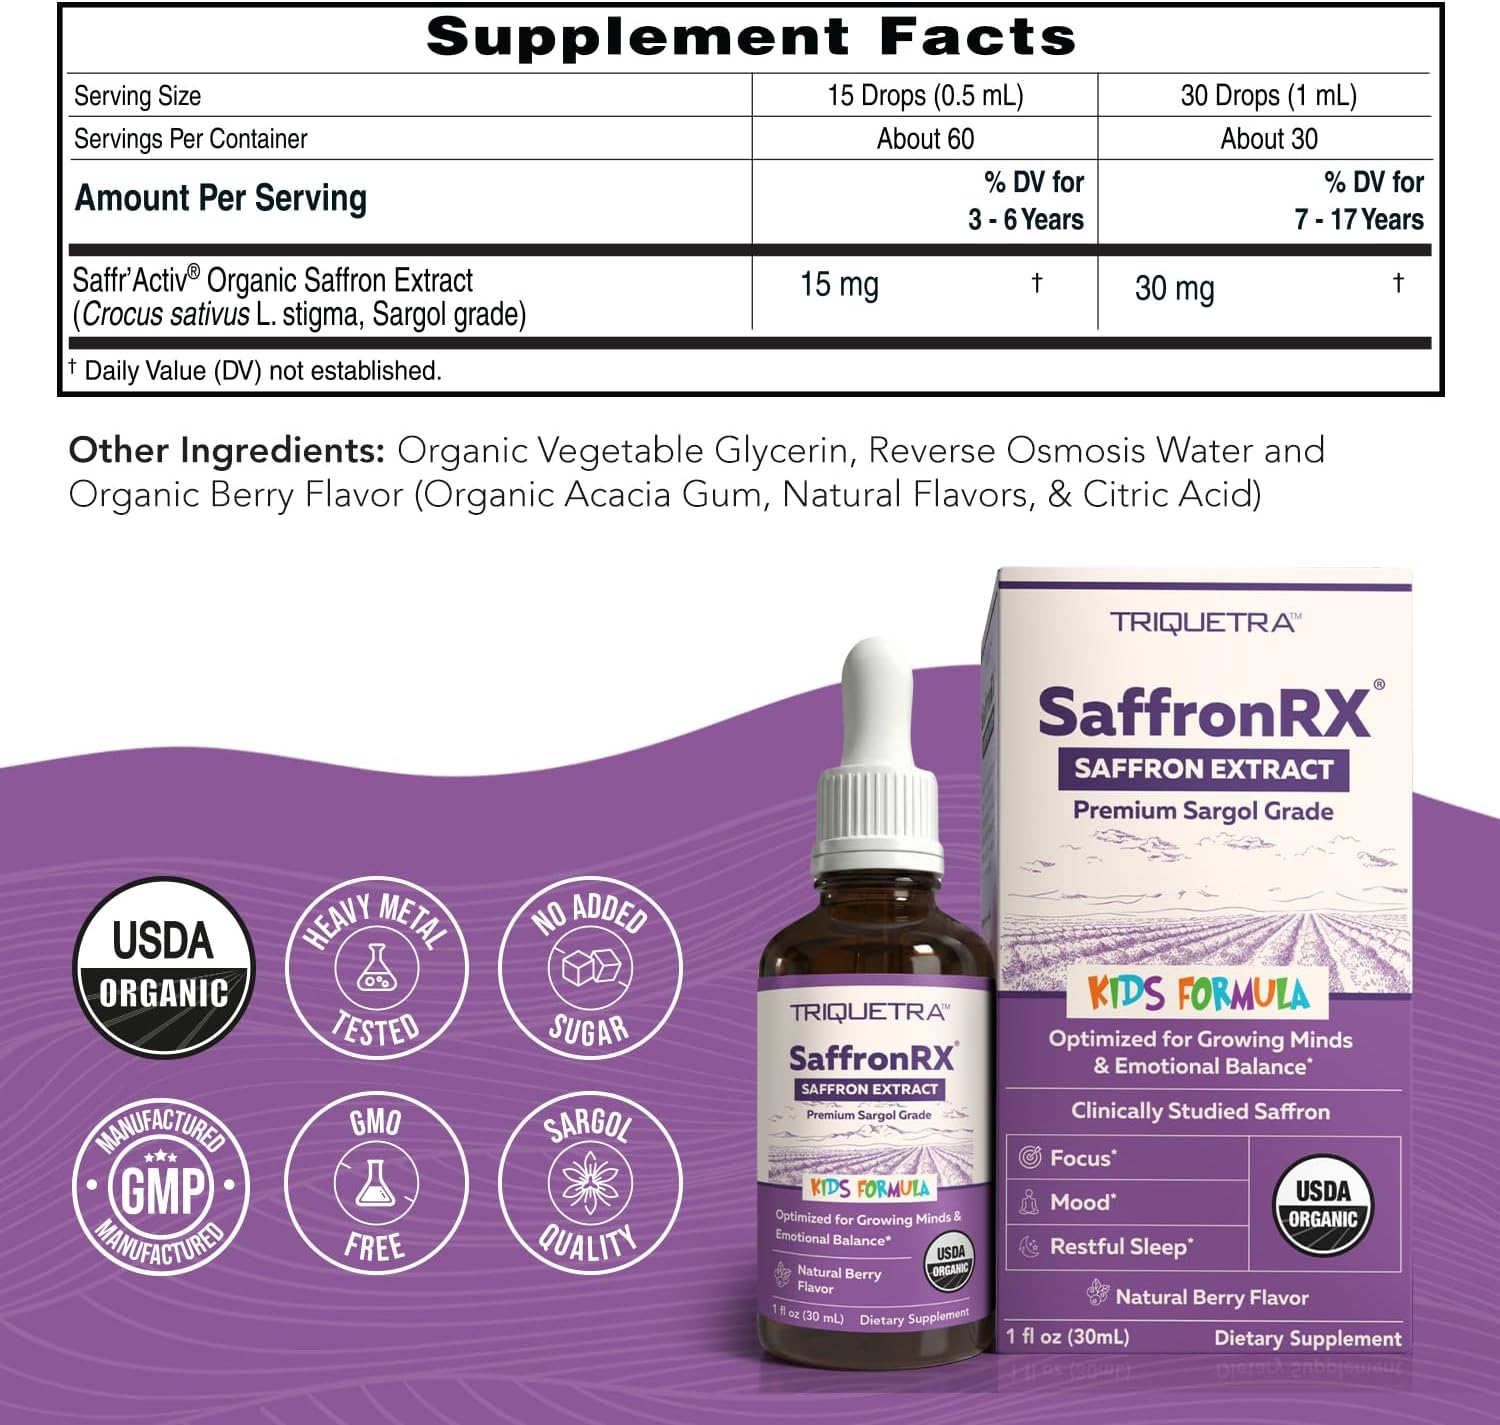 Supplement Facts
Serving Size 15 Drops (0.5 mL) 30 Drops (1 mL)
Servings Per Container About 60 About 30
Amount Per Serving % DV for 3 - 6 Years % DV for 7 - 17 Years
Saffr'Activ® Organic Saffron Extract 15 mg † 30 mg †
(Crocus sativus L. stigma, Sargol grade)
† Daily Value (DV) not established.
Other Ingredients: Organic Vegetable Glycerin, Reverse Osmosis Water and
Organic Berry Flavor (Organic Acacia Gum, Natural Flavors, & Citric Acid)
USDA
ORGANIC
HEAVY METAL
TESTED
NO ADDED
SUGAR
MANUFACTURED
GMP
MANUFACTURED
GMO
FREE
SARGOL
QUALITY
TRIQUETRA™
SaffronRX®
SAFFRON EXTRACT
Premium Sargol Grade
KIDS FORMULA
Optimized for Growing Minds &
Emotional Balance*
Natural Berry
Flavor
USDA
ORGANIC
1 fl oz (30 mL) Dietary Supplement
TRIQUETRA™
SaffronRX®
SAFFRON EXTRACT
Premium Sargol Grade
KIDS FORMULA
Optimized for Growing Minds
& Emotional Balance*
Clinically Studied Saffron
Focus*
Mood*
Restful Sleep*
USDA
ORGANIC
Natural Berry Flavor
1 fl oz (30mL) Dietary Supplement